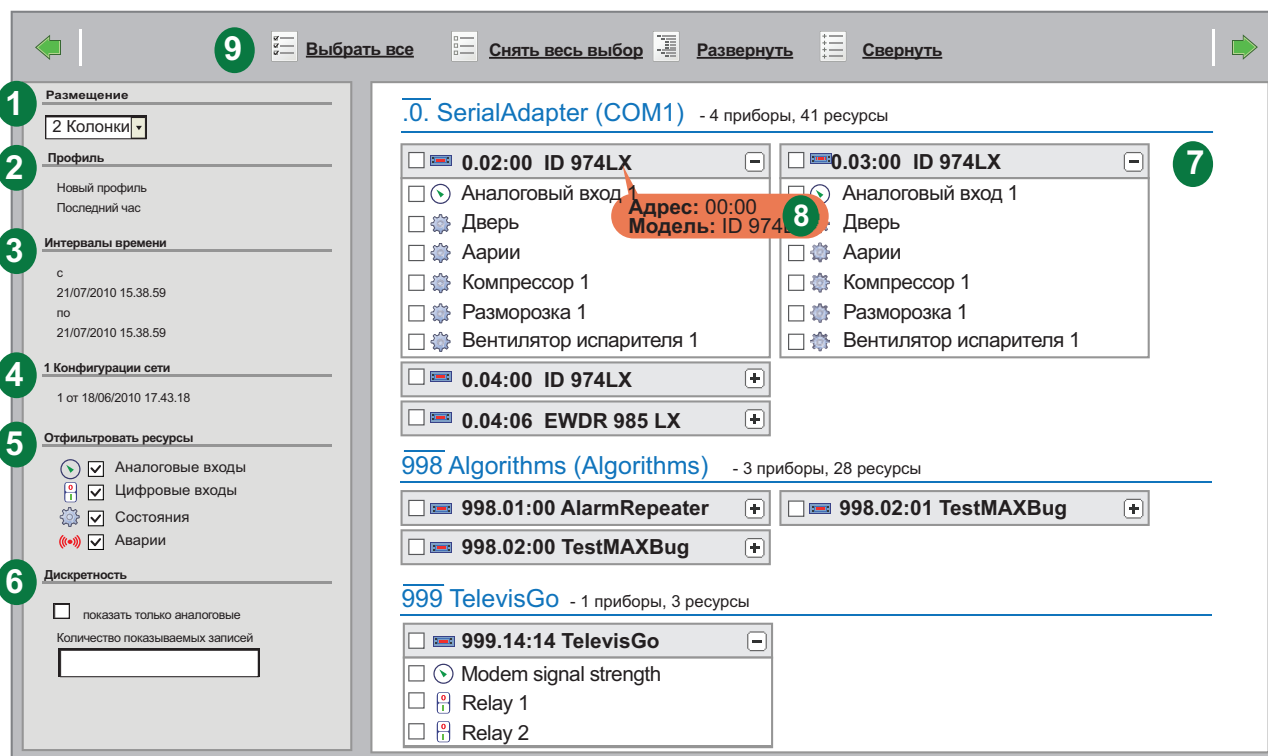 9 Выбрать все Снять весь выбор Развернуть Свернуть
1 Размещение
2 Колонки
2 Профиль
Новый профиль
Последний час
3 Интервалы времени
с
21/07/2010 15.38.59
по
21/07/2010 15.38.59
4 1 Конфигурации сети
1 от 18/06/2010 17.43.18
5 Отфильтровать ресурсы
Аналоговые входы
Цифровые входы
Состояния
Аварии
6 Дискретность
показать только аналоговые
Количество показываемых записей
.0. SerialAdapter (COM1) - 4 приборы, 41 ресурсы
7
0.02:00 ID 974LX
Аналоговый вход 1
Дверь
Аарии
Компрессор 1
Разморозка 1
Вентилятор испарителя 1
Адрес: 00:00
Модель: ID 974L
8
0.03:00 ID 974LX
Аналоговый вход 1
Дверь
Аарии
Компрессор 1
Разморозка 1
Вентилятор испарителя 1
0.04:00 ID 974LX
0.04:06 EWDR 985 LX
998 Algorithms (Algorithms) - 3 приборы, 28 ресурсы
998.01:00 AlarmRepeater
998.02:01 TestMAXBug
998.02:00 TestMAXBug
999 TelevisGo - 1 приборы, 3 ресурсы
999.14:14 TelevisGo
Modem signal strength
Relay 1
Relay 2